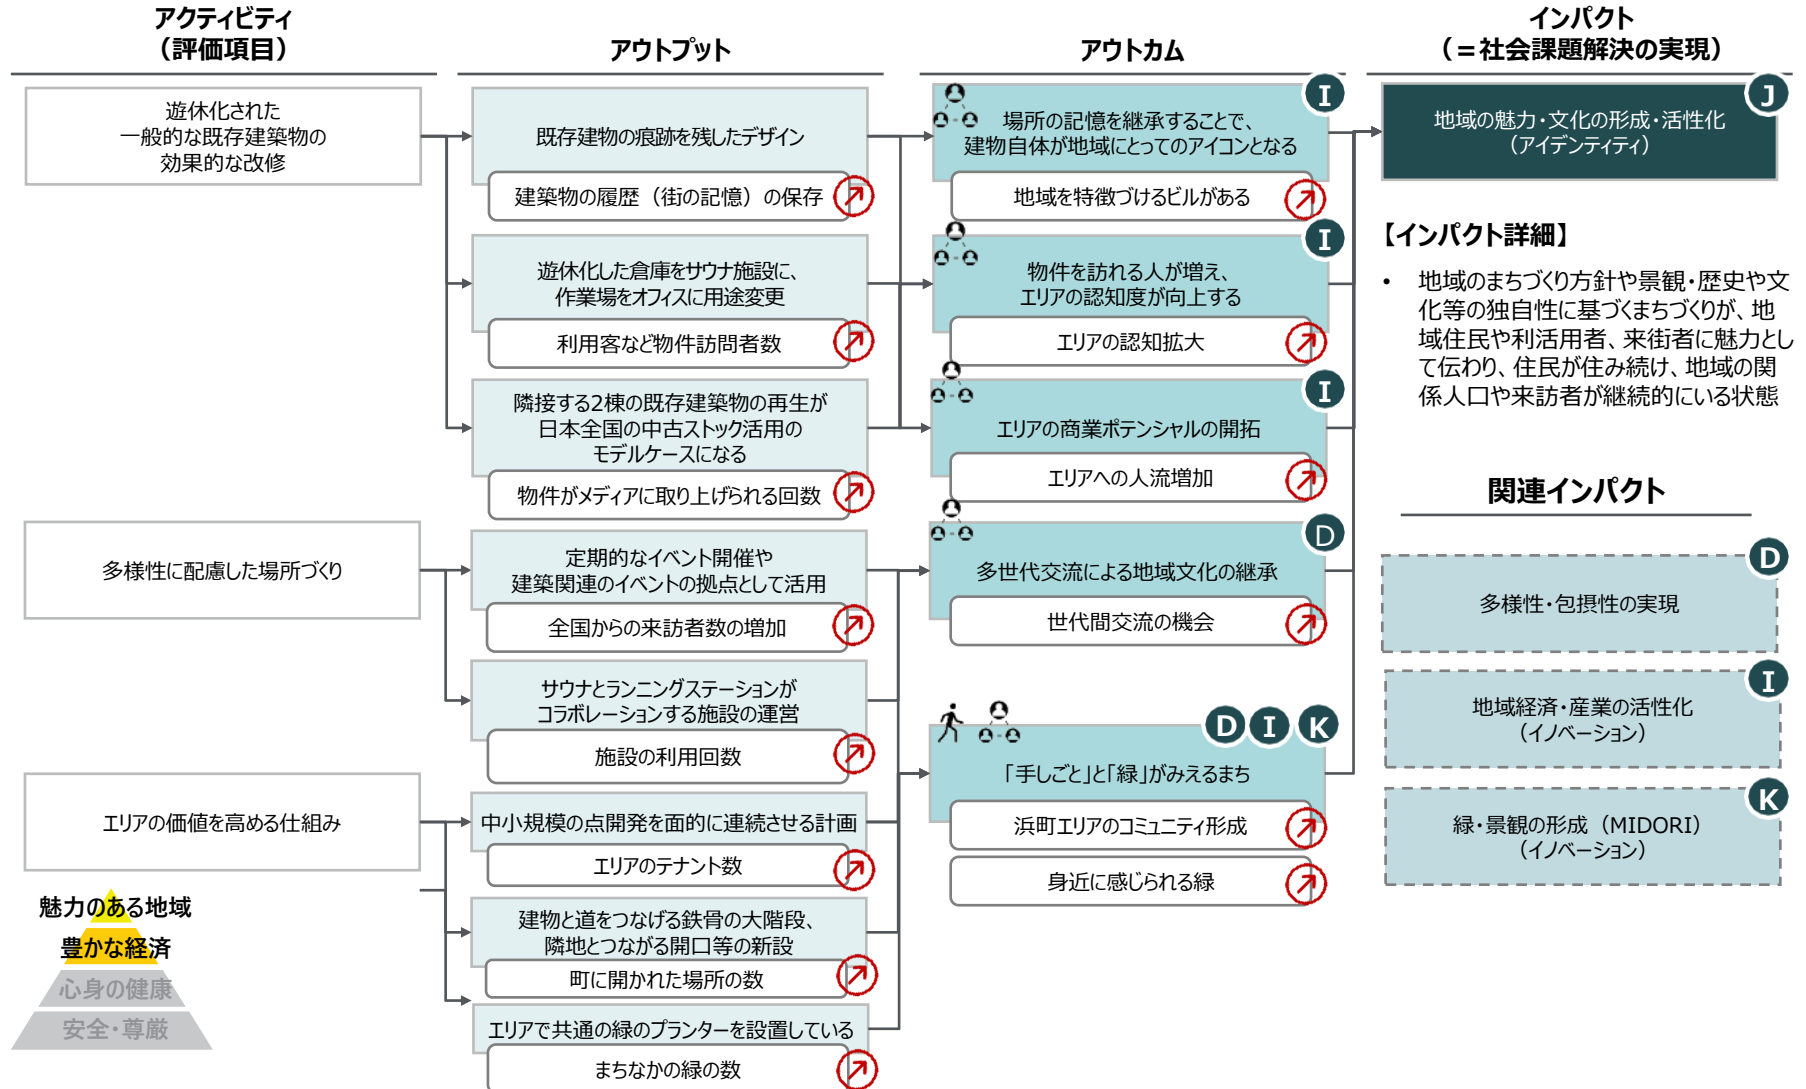 アクティビティ
（評価項目）
アウトプット
アウトカム
インパクト
（＝社会課題解決の実現）
遊休化された
一般的な既存建築物の
効果的な改修
既存建物の痕跡を残したデザイン
建築物の履歴（街の記憶）の保存
遊休化した倉庫をサウナ施設に、
作業場をオフィスに用途変更
利用客など物件訪問者数
隣接する2棟の既存建築物の再生が
日本全国の中古ストック活用の
モデルケースになる
物件がメディアに取り上げられる回数
I
場所の記憶を継承することで、
建物自体が地域にとってのアイコンとなる
地域を特徴づけるビルがある
I
物件を訪れる人が増え、
エリアの認知度が向上する
エリアの認知拡大
I
エリアの商業ポテンシャルの開拓
エリアへの人流増加
J
地域の魅力・文化の形成・活性化
（アイデンティティ）
【インパクト詳細】
• 地域のまちづくり方針や景観・歴史や文
化等の独自性に基づくまちづくりが、地
域住民や利活用者、来街者に魅力とし
て伝わり、住民が住み続け、地域の関
係人口や来訪者が継続的にいる状態
多様性に配慮した場所づくり
定期的なイベント開催や
建築関連のイベントの拠点として活用
全国からの来訪者数の増加
サウナとランニングステーションが
コラボレーションする施設の運営
施設の利用回数
D
多世代交流による地域文化の継承
世代間交流の機会
エリアの価値を高める仕組み
中小規模の点開発を面的に連続させる計画
エリアのテナント数
建物と道をつなげる鉄骨の大階段、
隣地とつながる開口等の新設
町に開かれた場所の数
エリアで共通の緑のプランターを設置している
まちなかの緑の数
D I K
「手しごと」と「緑」がみえるまち
浜町エリアのコミュニティ形成
身近に感じられる緑
関連インパクト
D
多様性・包摂性の実現
I
地域経済・産業の活性化
（イノベーション）
K
緑・景観の形成（MIDORI）
（イノベーション）
魅力のある地域
豊かな経済
心身の健康
安全・尊厳